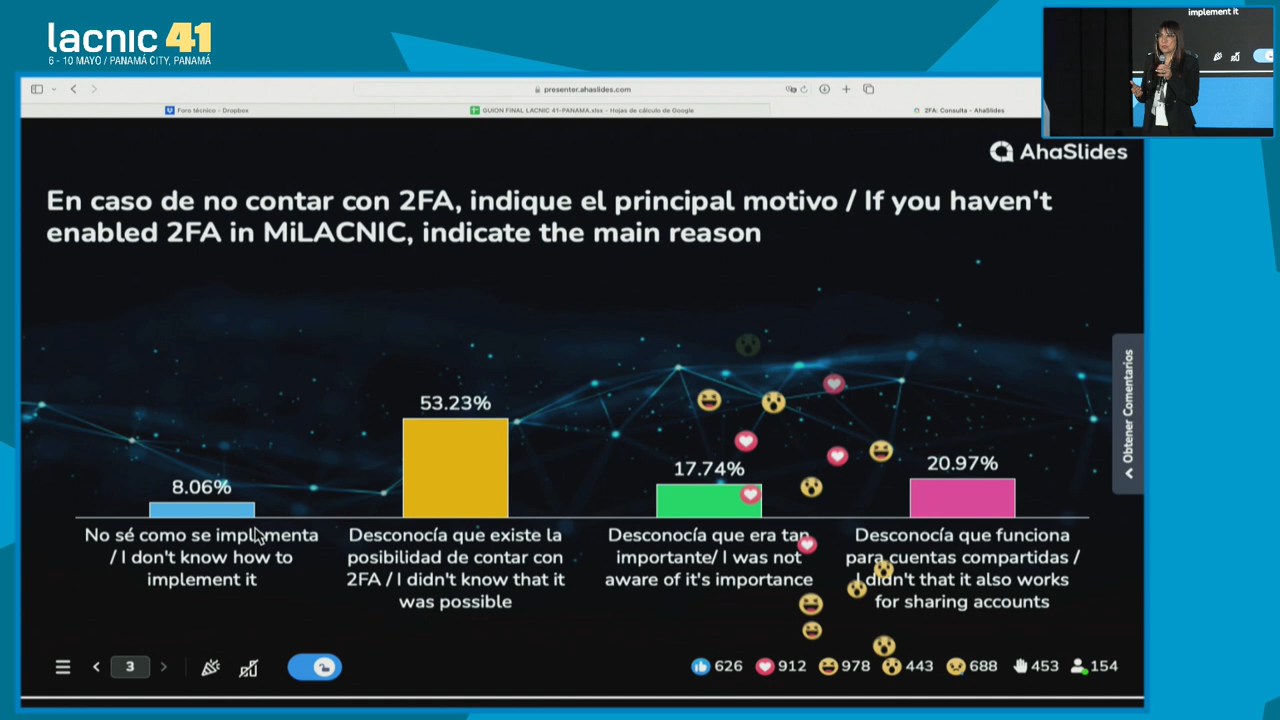 lacnic 41
6 - 10 MAYO / PANAMÁ CITY, PANAMÁ
implement it
presenter.ahaslides.com
Foro técnico - Dropbox
GUION FINAL LACNIC 41-PANAMA.xlsx - Hojas de cálculo de Google
2FA: Consulta - AhaSlides
AhaSlides
En caso de no contar con 2FA, indique el principal motivo / If you haven't
enabled 2FA in MiLACNIC, indicate the main reason
8.06%
53.23%
17.74%
20.97%
No sé como se implementa
/ I don't know how to
implement it
Desconocía que existe la
posibilidad de contar con
2FA / I didn't know that it
was possible
Desconocía que era tan
importante/ I was not
aware of it's importance
Desconocía que funciona
para cuentas compartidas /
I didn't that it also works
for sharing accounts
Obtener Comentarios
3
626 912 978 443 688 453 154